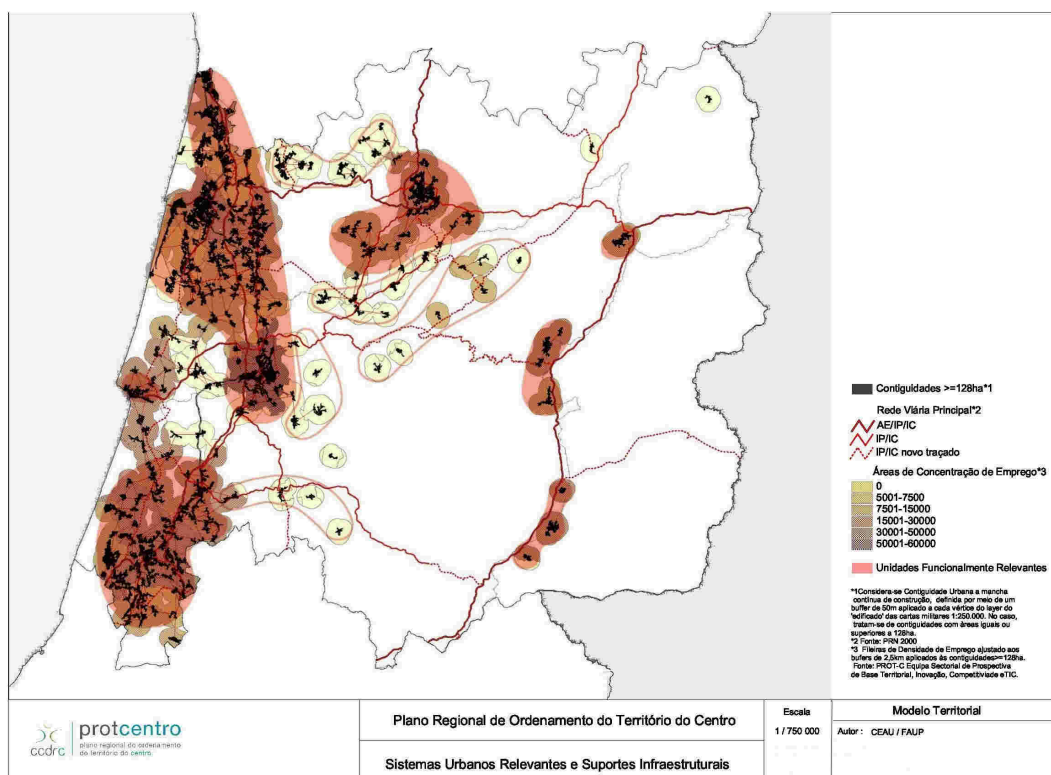 Contiguidades >=128ha*1
Rede Viária Principal*2
AE/IP/IC
IP/IC
IP/IC novo traçado
Áreas de Concentração de Emprego*3
0
5001-7500
7501-15000
15001-30000
30001-50000
50001-60000
Unidades Funcionalmente Relevantes
*1Considera-se Contiguidade Urbana a mancha
contínua de construção, definida por meio de um
buffer de 50m aplicado a cada vértice do layer do
'edificado' das cartas militares 1:250.000. No caso,
tratam-se de contiguidades com áreas iguais ou
superiores a 128ha.
*2 Fonte: PRN 2000
*3 Fileiras de Densidade de Emprego ajustado aos
bufers de 2,5km aplicados às contiguidades>=128ha.
Fonte: PROT-C Equipa Sectorial de Prospectiva
de Base Territorial, Inovação, Competitiviade eTIC.
ccdrc
protcentro
plano regional do ordenamento
do território do centro
Plano Regional de Ordenamento do Território do Centro
Sistemas Urbanos Relevantes e Suportes Infraestruturais
Escala
1 / 750 000
Modelo Territorial
Autor : CEAU / FAUP